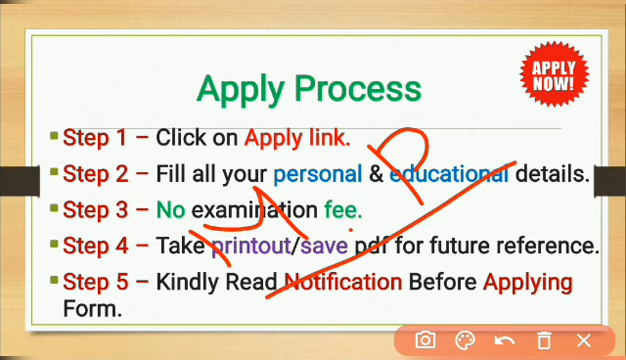 Apply Process
APPLY
NOW!
Step 1 – Click on Apply link.
Step 2 – Fill all your personal & educational details.
Step 3 – No examination fee.
Step 4 – Take printout/save pdf for future reference.
Step 5 – Kindly Read Notification Before Applying
Form.
M.P